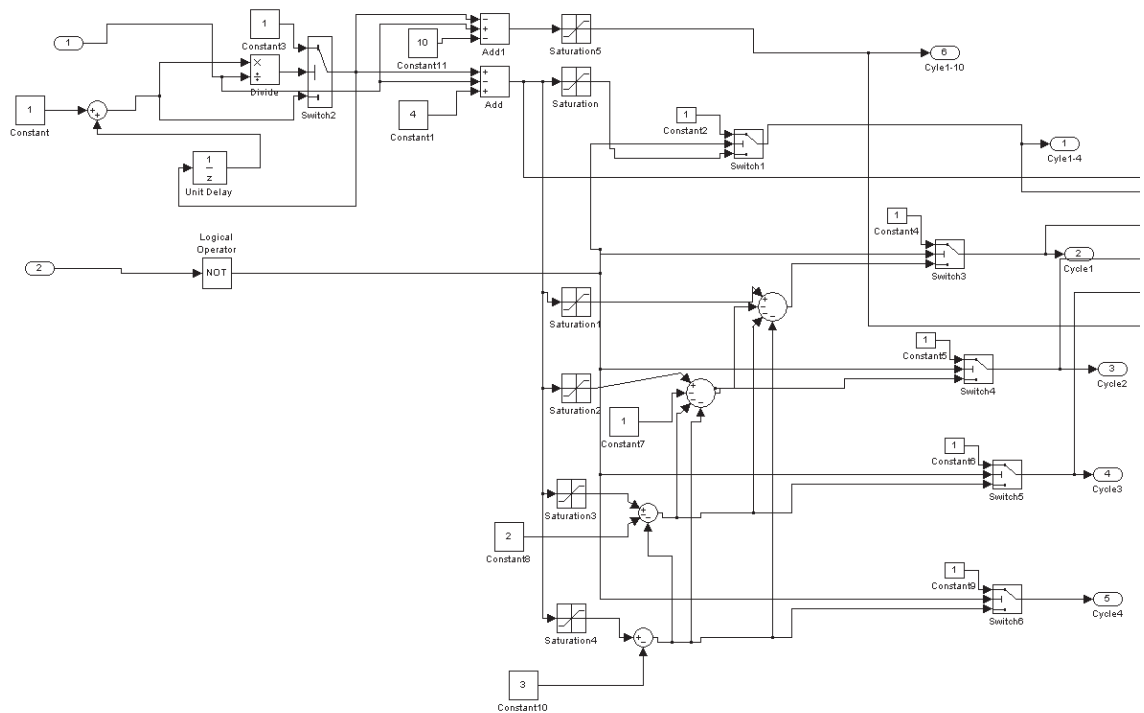 1
1
Constant3
×
÷
Divide
Switch2
1
Constant
+
+
1
z
Unit Delay
10
Constant11
−
+
−
Add1
+
−
+
Add
4
Constant1
Saturation5
Saturation
6
Cyle1-10
1
Constant2
Switch1
1
Cyle1-4
2
Logical
Operator
NOT
1
Constant4
Switch3
2
Cycle1
Saturation1
+
−
−
−
1
Constant5
Switch4
3
Cycle2
Saturation2
+
−
−
−
1
Constant7
1
Constant6
Switch5
4
Cycle3
Saturation3
+
−
−
2
Constant8
1
Constant9
Switch6
5
Cycle4
Saturation4
+
−
3
Constant10